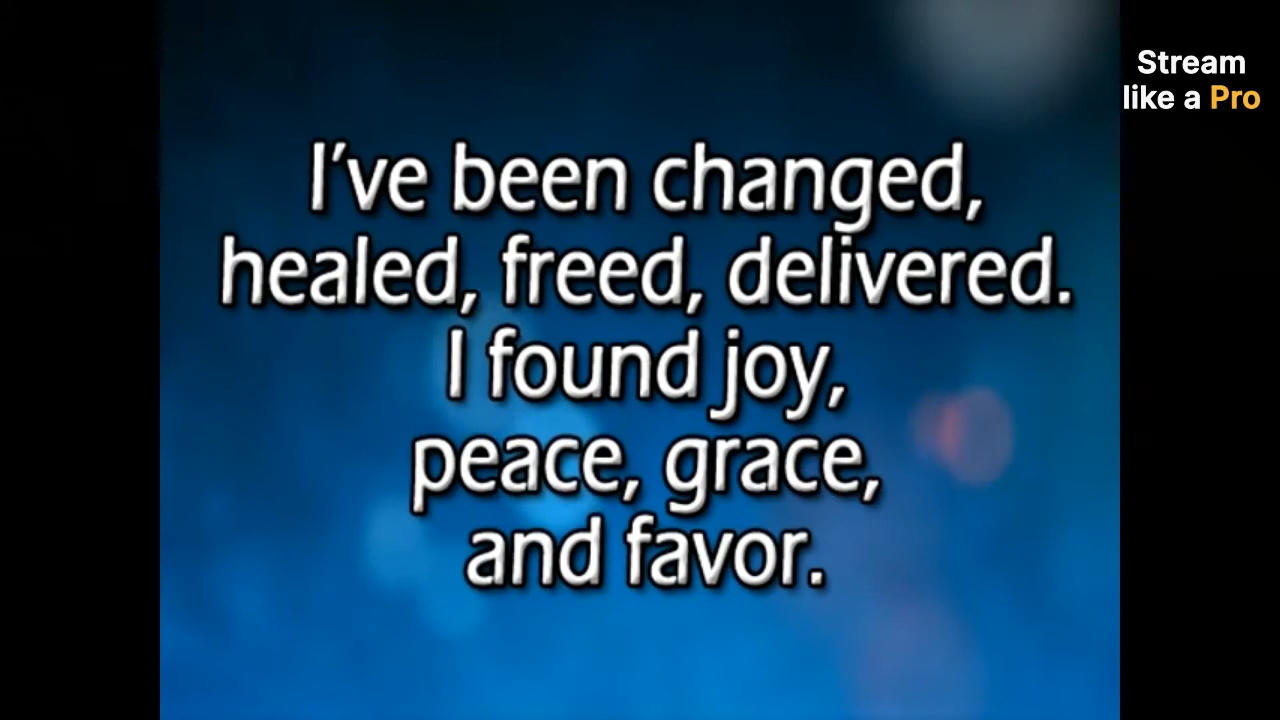 I've been changed,
healed, freed, delivered.
I found joy,
peace, grace,
and favor.
Stream
like a Pro